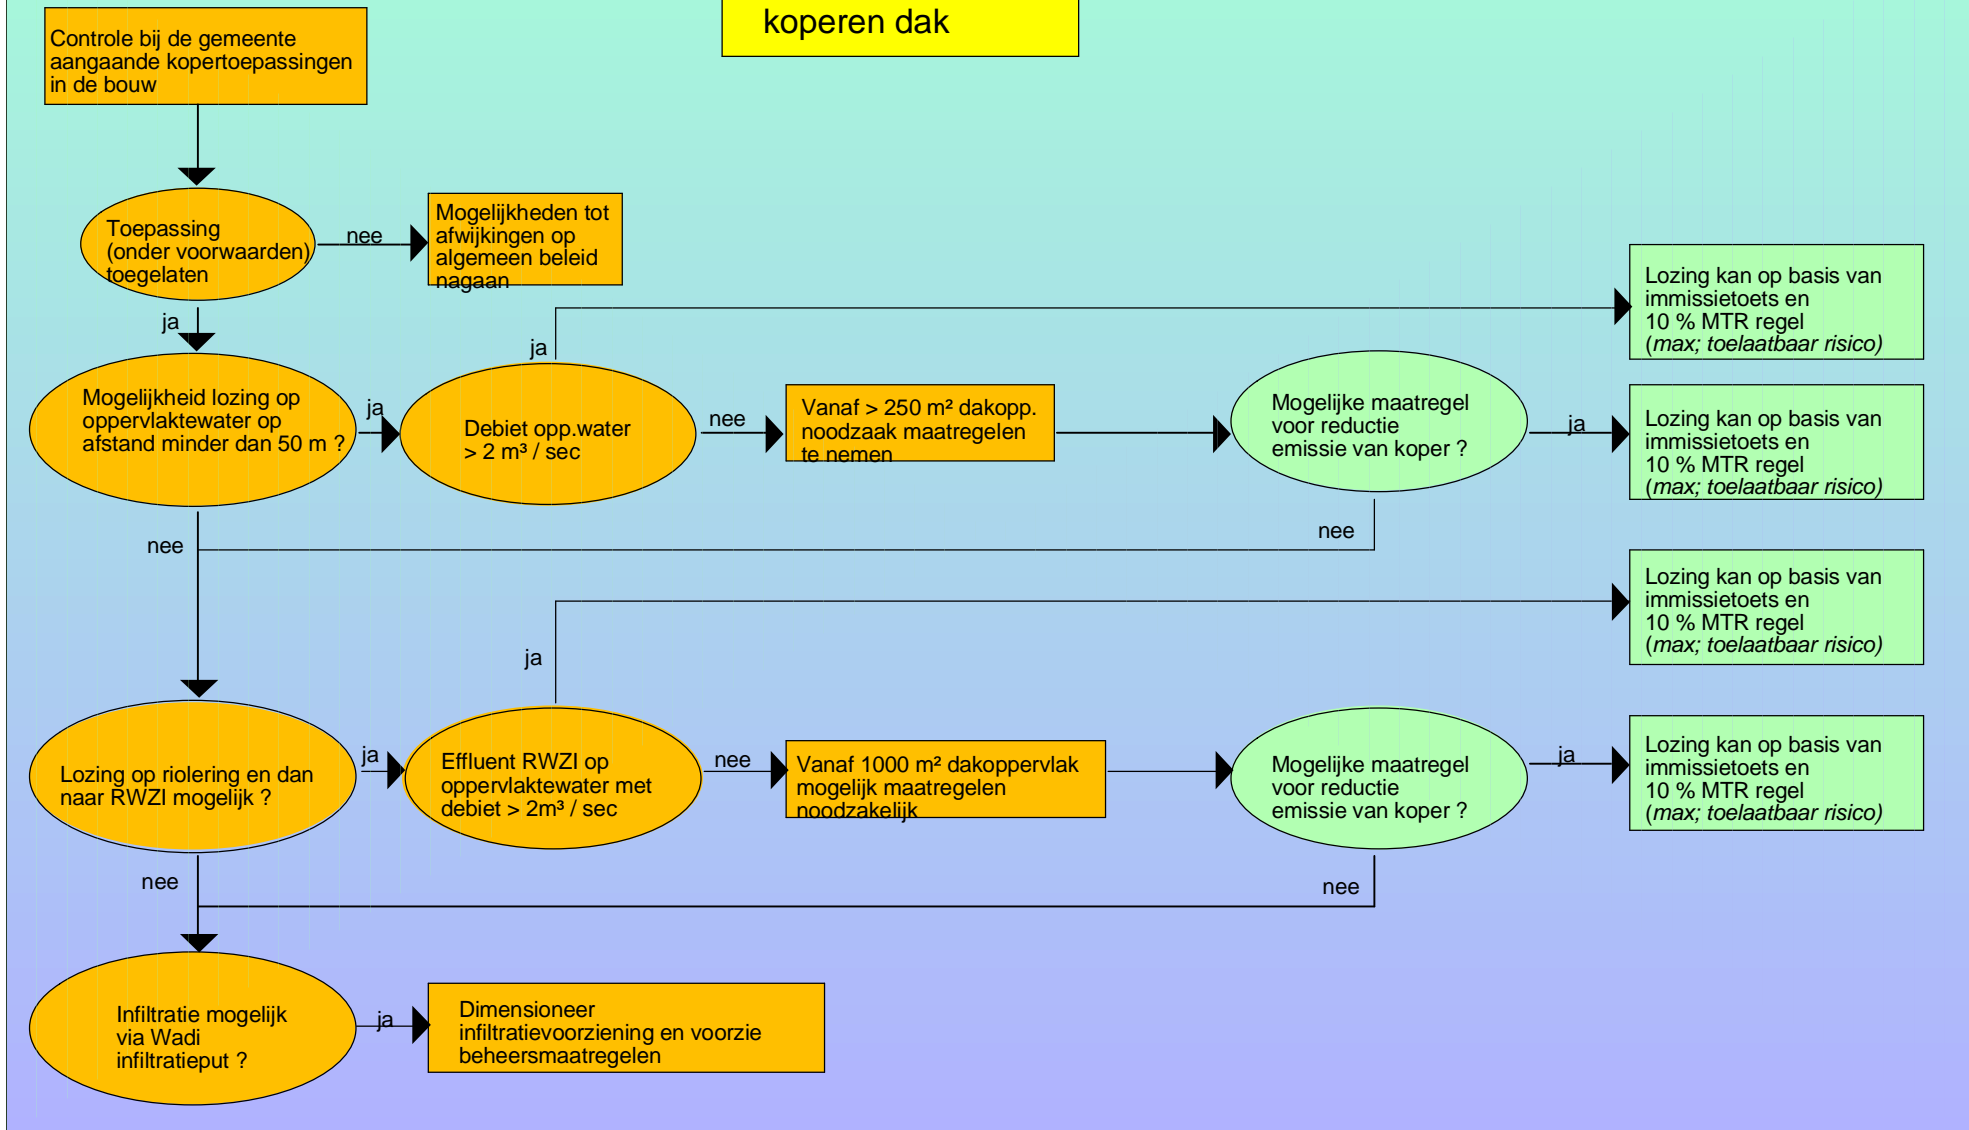 koperen dak
Controle bij de gemeente
aangaande kopertoepassingen
in de bouw
Toepassing
(onder voorwaarden)
toegelaten
nee
Mogelijkheden tot
afwijkingen op
algemeen beleid
nagaan
ja
Mogelijkheid lozing op
oppervlaktewater op
afstand minder dan 50 m ?
ja
Debiet opp.water
> 2 m³ / sec
ja
Lozing kan op basis van
immissietoets en
10 % MTR regel
(max; toelaatbaar risico)
nee
Vanaf > 250 m² dakopp.
noodzaak maatregelen
te nemen
Mogelijke maatregel
voor reductie
emissie van koper ?
ja
Lozing kan op basis van
immissietoets en
10 % MTR regel
(max; toelaatbaar risico)
nee
nee
Lozing op riolering en dan
naar RWZI mogelijk ?
ja
Effluent RWZI op
oppervlaktewater met
debiet > 2m³ / sec
ja
Lozing kan op basis van
immissietoets en
10 % MTR regel
(max; toelaatbaar risico)
nee
Vanaf 1000 m² dakoppervlak
mogelijk maatregelen
noodzakelijk
Mogelijke maatregel
voor reductie
emissie van koper ?
ja
Lozing kan op basis van
immissietoets en
10 % MTR regel
(max; toelaatbaar risico)
nee
nee
Infiltratie mogelijk
via Wadi
infiltratieput ?
ja
Dimensioneer
infiltratievoorziening en voorzie
beheersmaatregelen